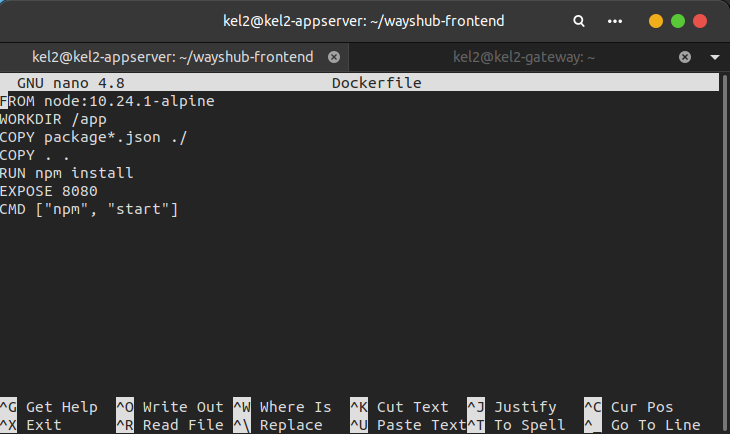 kel2@kel2-appserver: ~/wayshub-frontend
kel2@kel2-appserver: ~/wayshub-frontend kel2@kel2-gateway: ~
GNU nano 4.8 Dockerfile
FROM node:10.24.1-alpine
WORKDIR /app
COPY package*.json ./
COPY . .
RUN npm install
EXPOSE 8080
CMD ["npm", "start"]
^G Get Help ^O Write Out ^W Where Is ^K Cut Text ^J Justify ^C Cur Pos
^X Exit ^R Read File ^\ Replace ^U Paste Text ^T To Spell ^_ Go To Line